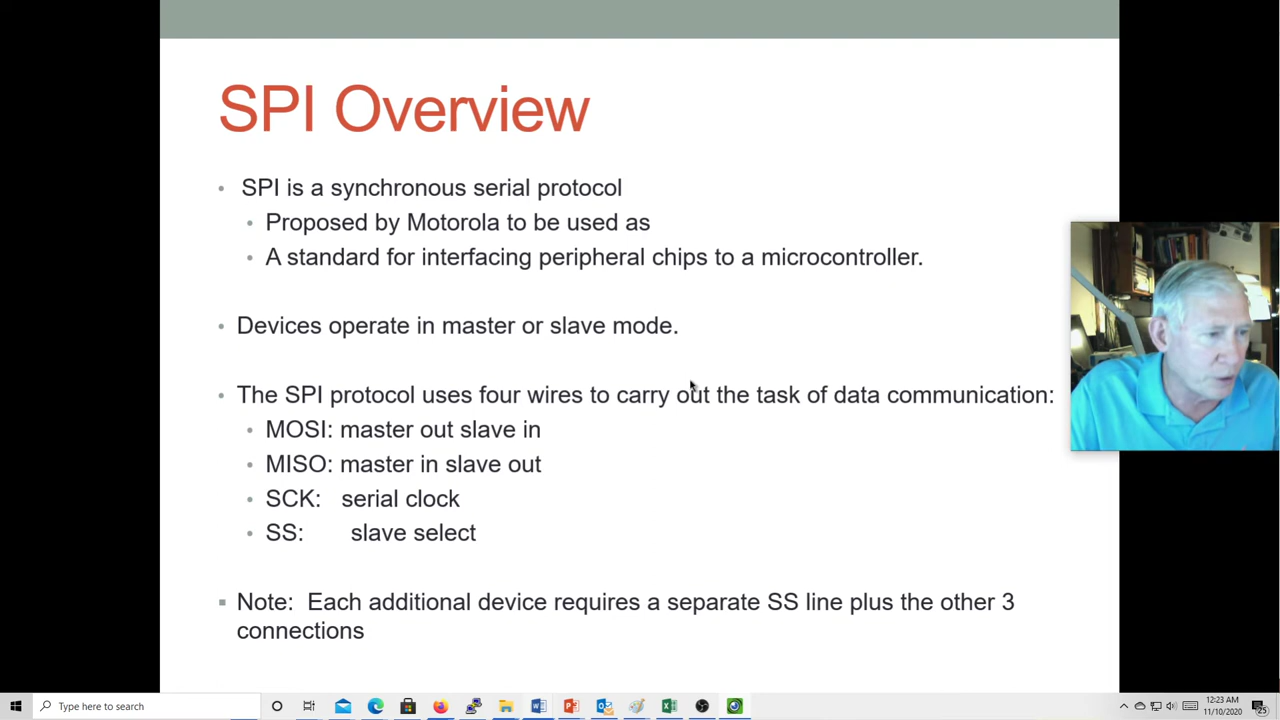 SPI Overview
SPI is a synchronous serial protocol
Proposed by Motorola to be used as
A standard for interfacing peripheral chips to a microcontroller.
Devices operate in master or slave mode.
The SPI protocol uses four wires to carry out the task of data communication:
MOSI: master out slave in
MISO: master in slave out
SCK: serial clock
SS: slave select
Note: Each additional device requires a separate SS line plus the other 3
connections
Type here to search
12:23 AM
11/10/2020
25